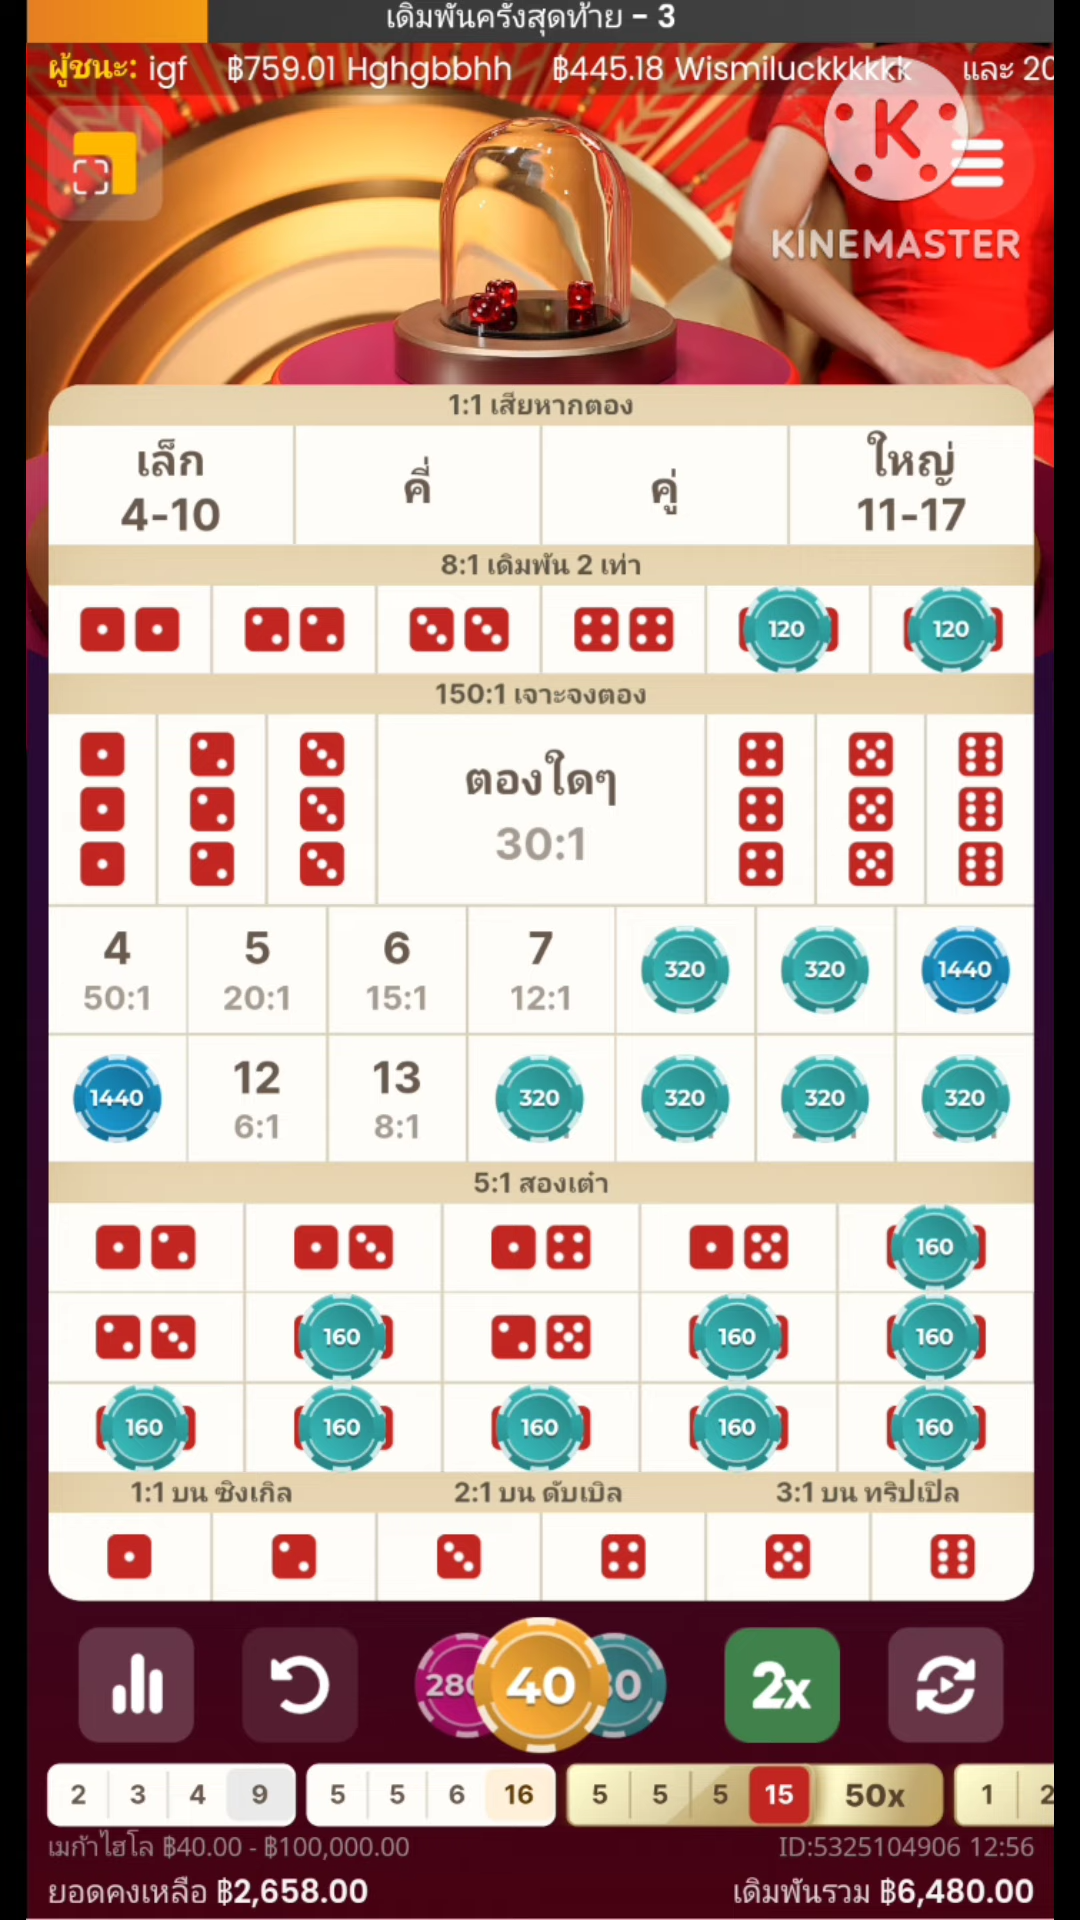 เดิมพันครั้งสุดท้าย - 3
ผู้ชนะ: igf ฿759.01 Hghgbbhh ฿445.18 Wismiluckkkkkk และ 20
K
KINEMASTER
1:1 เสียหากตอง
เล็ก
4-10
คี่
คู่
ใหญ่
11-17
8:1 เดิมพัน 2 เท่า
120 120
150:1 เจาะจงตอง
ตองใดๆ
30:1
4 5 6 7 320 320 1440
50:1 20:1 15:1 12:1
1440 12 13 320 320 320 320
6:1 8:1
5:1 สองเต๋า
160
160 160 160
160 160 160 160 160
1:1 บน ซิงเกิล 2:1 บน ดับเบิล 3:1 บน ทริปเปิล
280 40 2x
2 3 4 9 5 5 6 16 5 5 5 15 50x 1 2
เมก้าไฮโล ฿40.00 - ฿100,000.00 ID:5325104906 12:56
ยอดคงเหลือ ฿2,658.00 เดิมพันรวม ฿6,480.00